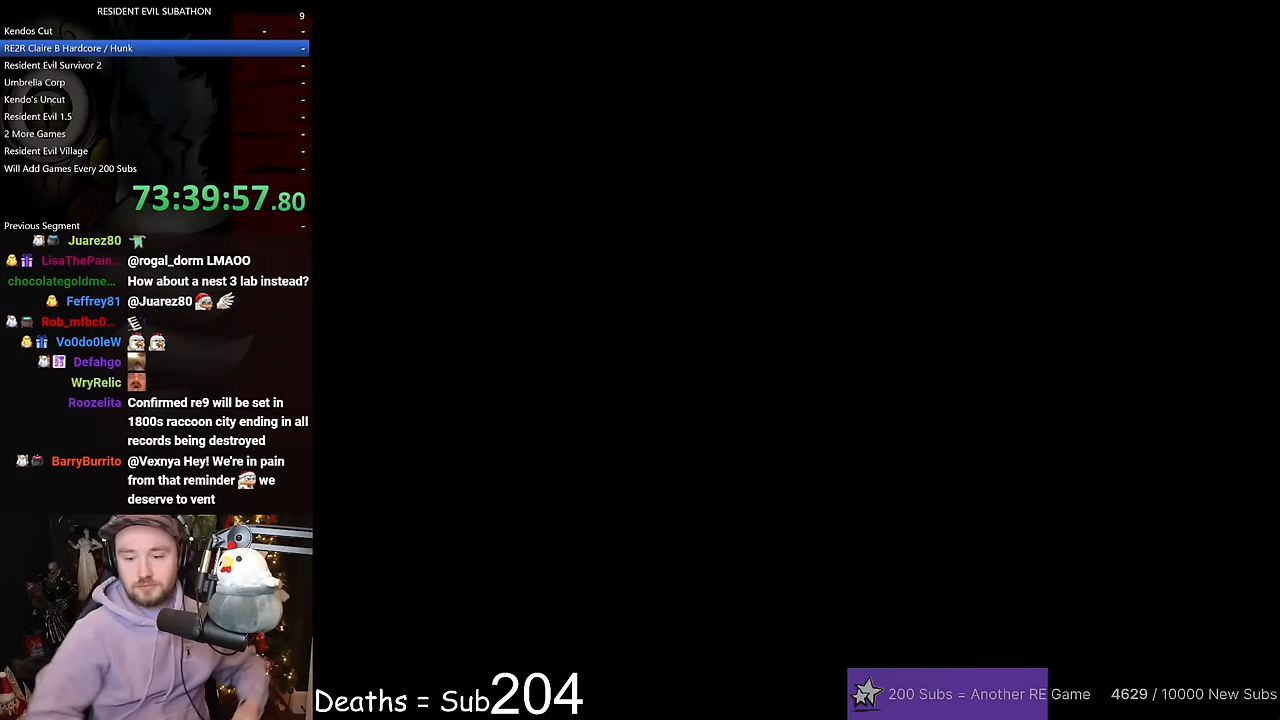 RESIDENT EVIL SUBATHON
9
Kendos Cut - -
RE2R Claire B Hardcore / Hunk -
Resident Evil Survivor 2 -
Umbrella Corp -
Kendo's Uncut -
Resident Evil 1.5 -
2 More Games -
Resident Evil Village -
Will Add Games Every 200 Subs -
73:39:57.80
Previous Segment -
Juarez80
LisaThePain... @rogal_dorm LMAOO
chocolategoldme... How about a nest 3 lab instead?
Feffrey81 @Juarez80
Rob_mfbc0...
Vo0do0leW
Defahgo
WryRelic
Roozelita Confirmed re9 will be set in
1800s raccoon city ending in all
records being destroyed
BarryBurrito @Vexnya Hey! We're in pain
from that reminder we
deserve to vent
Deaths = Sub204
200 Subs = Another RE Game 4629 / 10000 New Subs